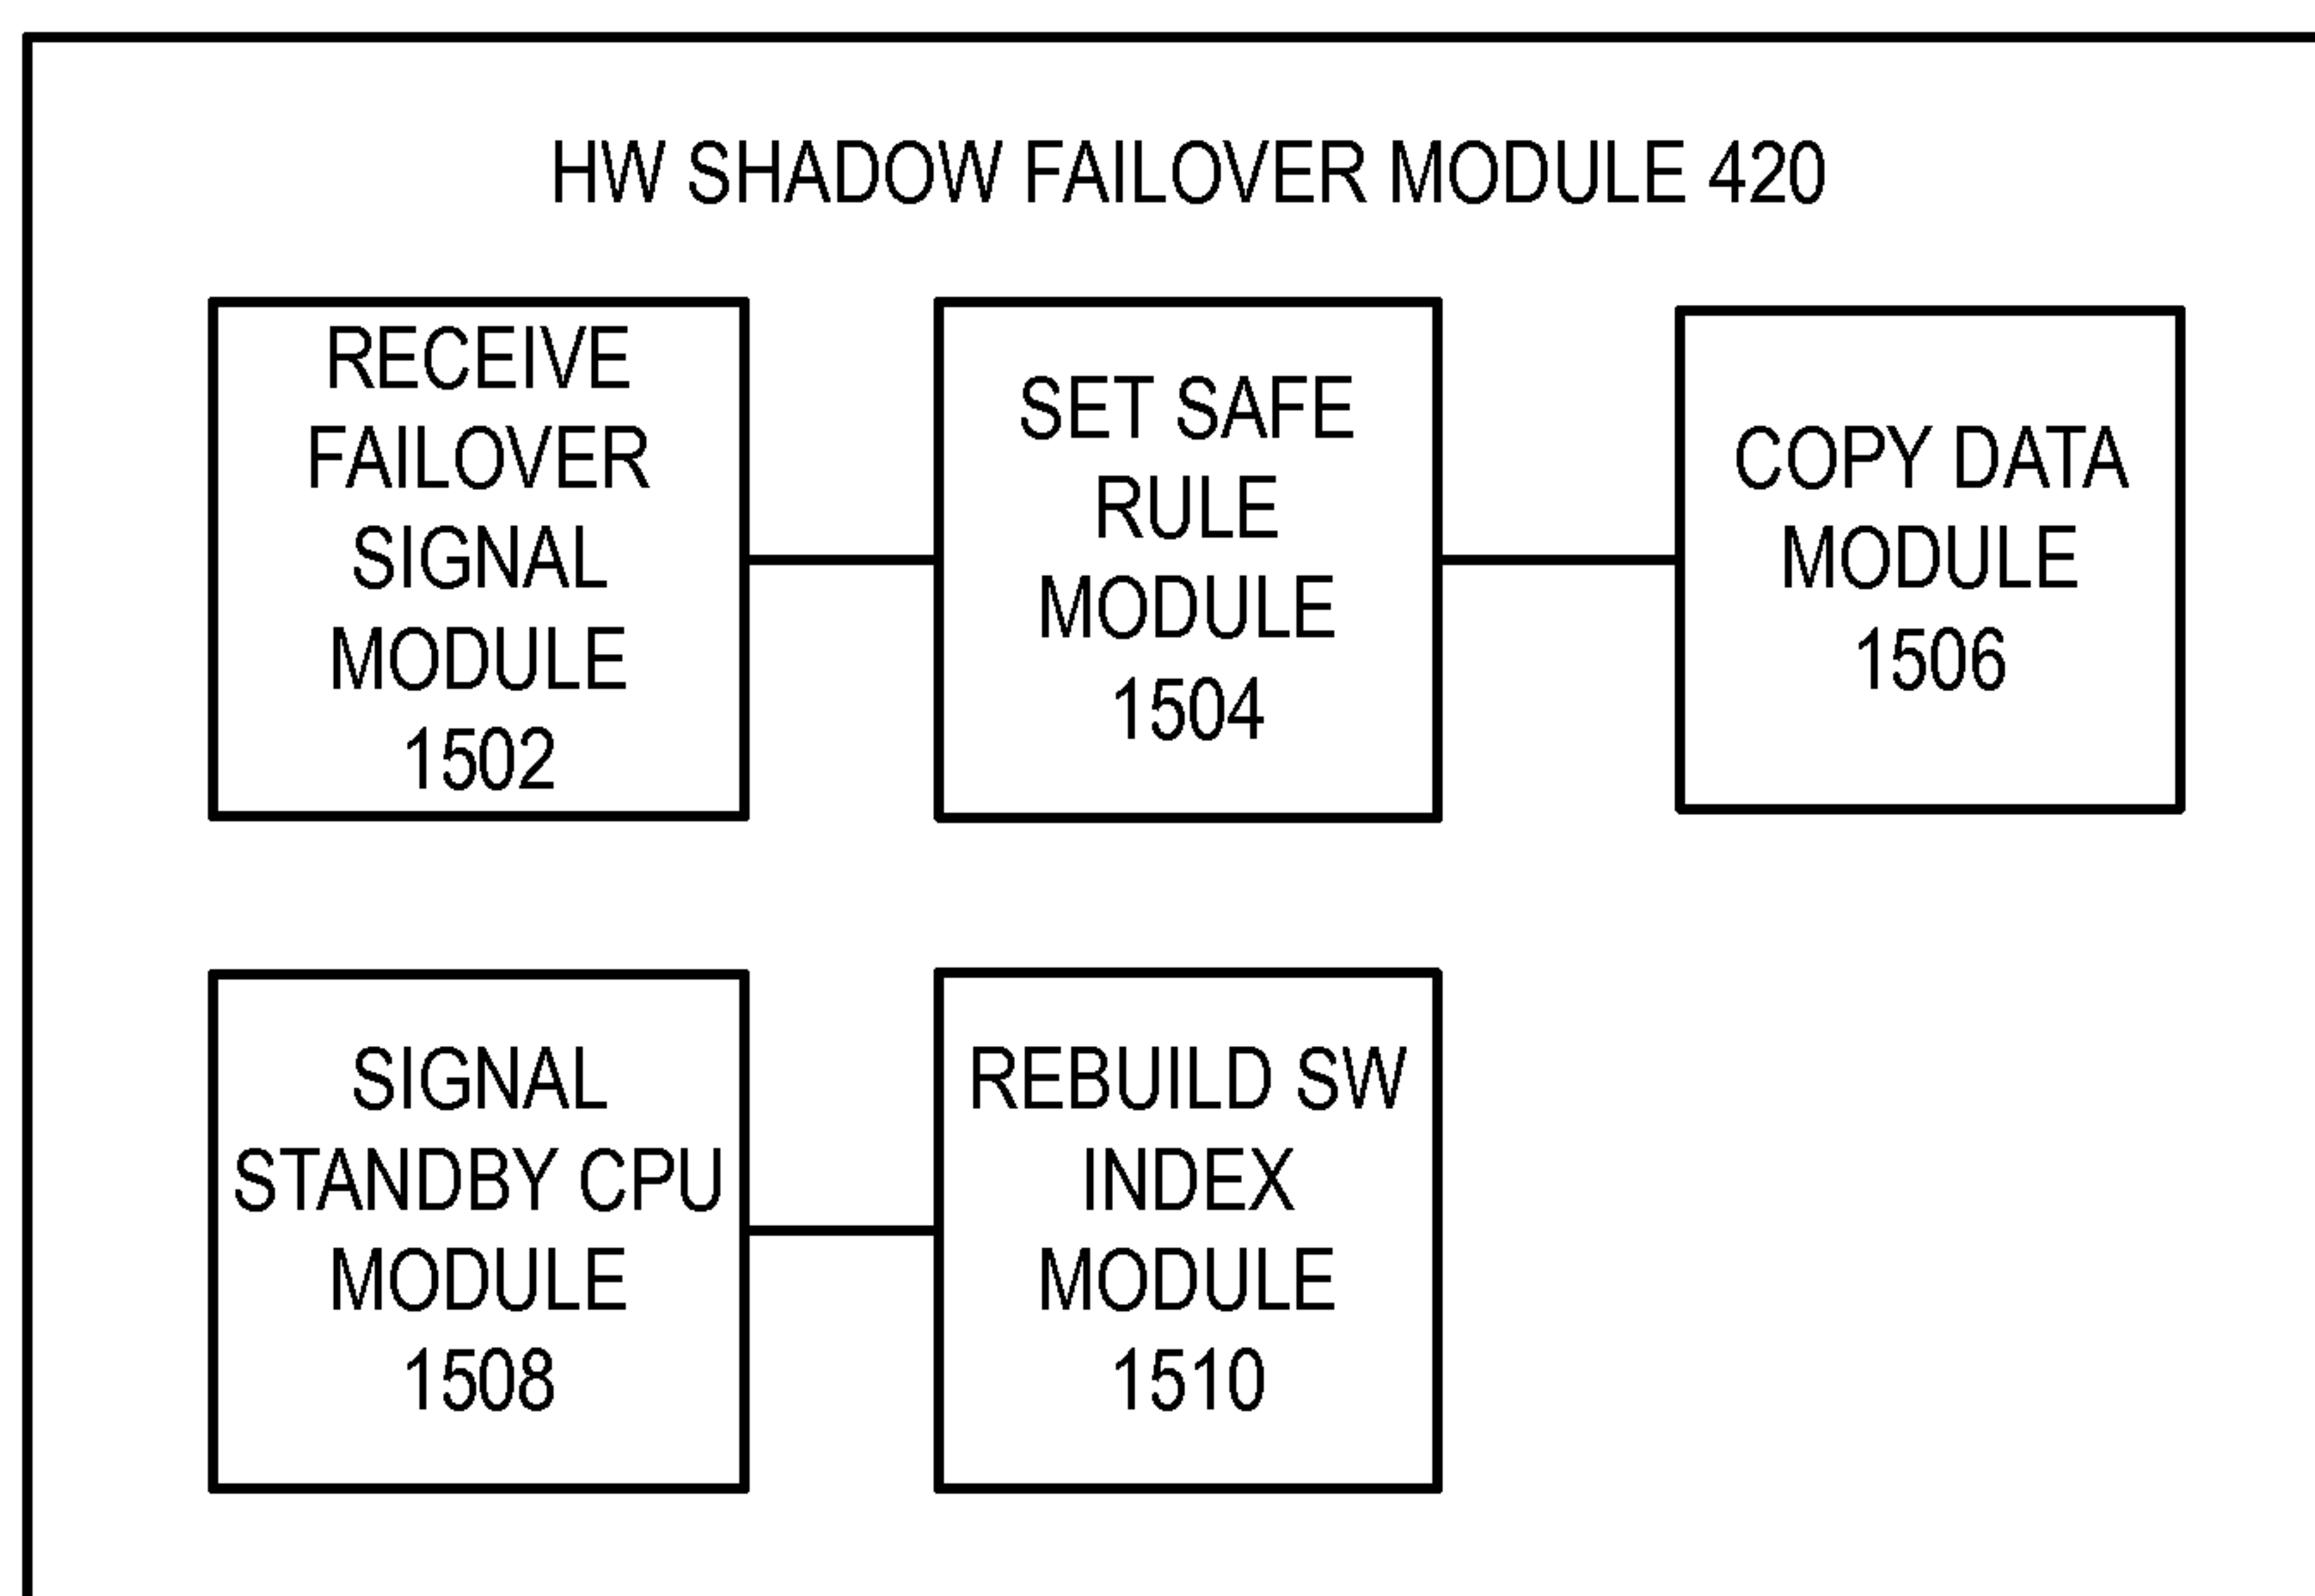 HW SHADOW FAILOVER MODULE 420
RECEIVE
FAILOVER
SIGNAL
MODULE
1502
SET SAFE
RULE
MODULE
1504
COPY DATA
MODULE
1506
SIGNAL
STANDBY CPU
MODULE
1508
REBUILD SW
INDEX
MODULE
1510